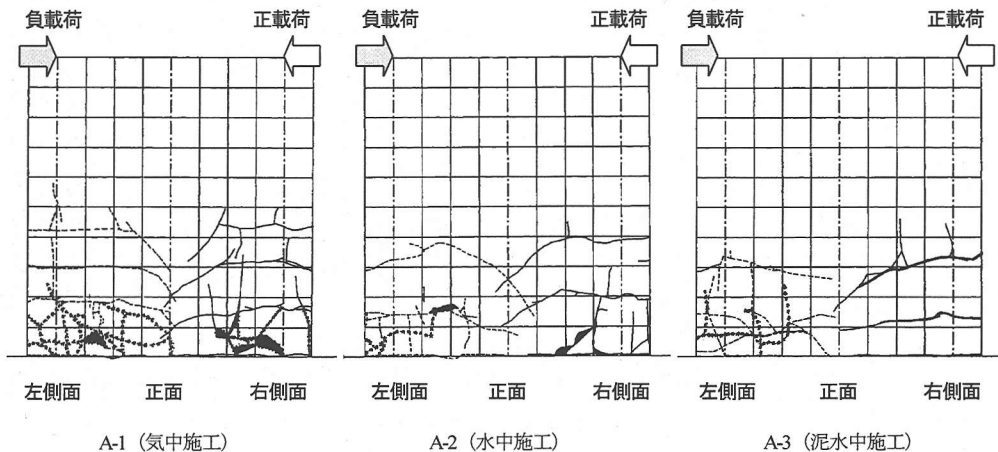 負載荷 正載荷 負載荷 正載荷 負載荷 正載荷
左側面 正面 右側面 左側面 正面 右側面 左側面 正面 右側面
A-1（気中施工） A-2（水中施工） A-3（泥水中施工）